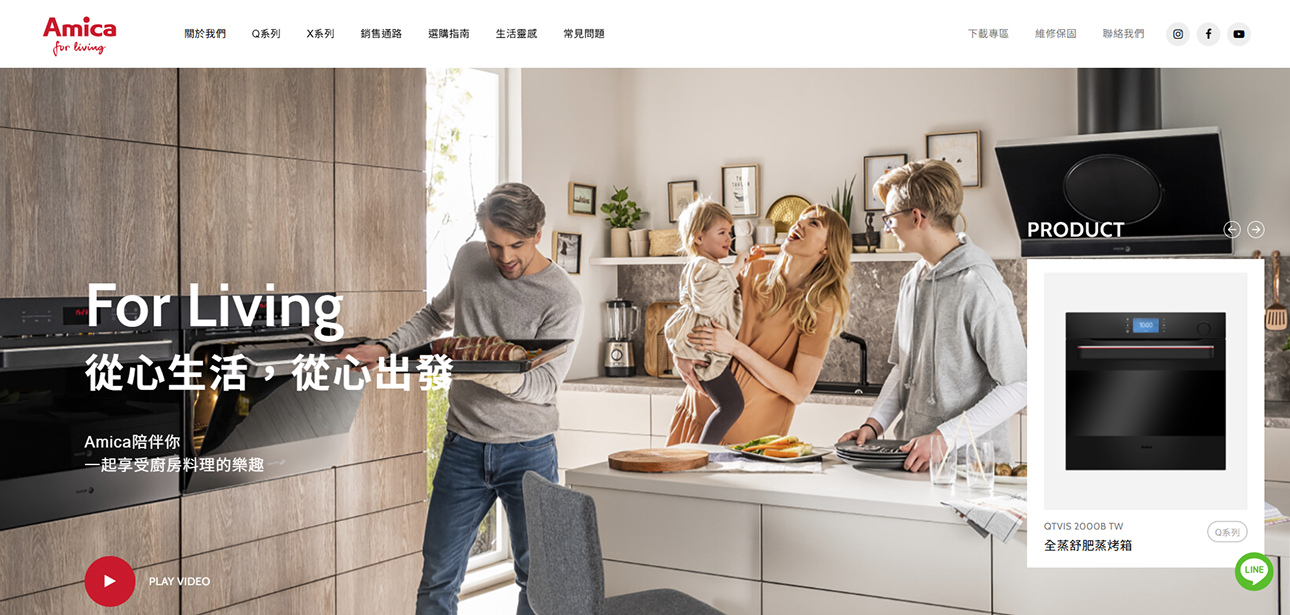 Amica
for living
關於我們
Q系列
X系列
銷售通路
選購指南
生活靈感
常見問題
下載專區
維修保固
聯絡我們
For Living
從心生活，從心出發
Amica陪伴你
一起享受廚房料理的樂趣
PLAY VIDEO
PRODUCT
1000
QTVIS 2000B TW
Q系列
全蒸舒肥蒸烤箱
LINE